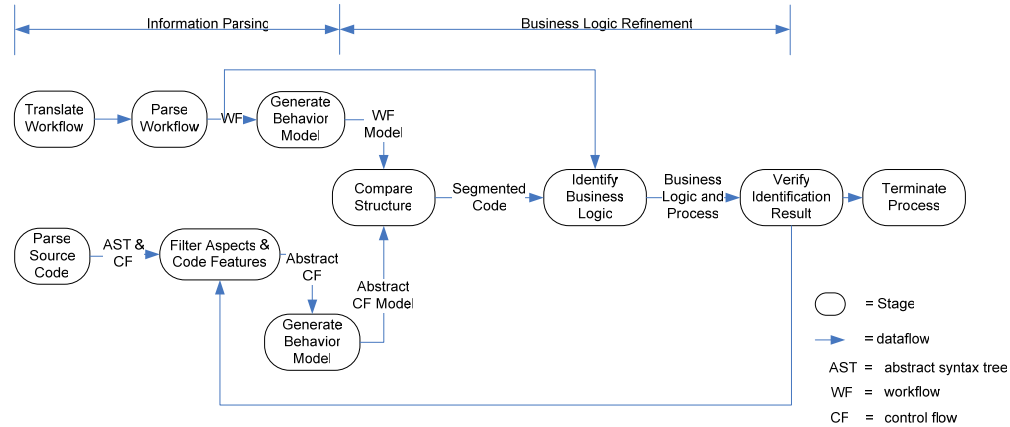 Information Parsing
Business Logic Refinement
Translate
Workflow
Parse
Workflow
WF
Generate
Behavior
Model
WF
Model
Compare
Structure
Segmented
Code
Identify
Business
Logic
Business
Logic and
Process
Verify
Identification
Result
Terminate
Process
Parse
Source
Code
AST &
CF
Filter Aspects &
Code Features
Abstract
CF
Generate
Behavior
Model
Abstract
CF Model
= Stage
= dataflow
AST = abstract syntax tree
WF = workflow
CF = control flow